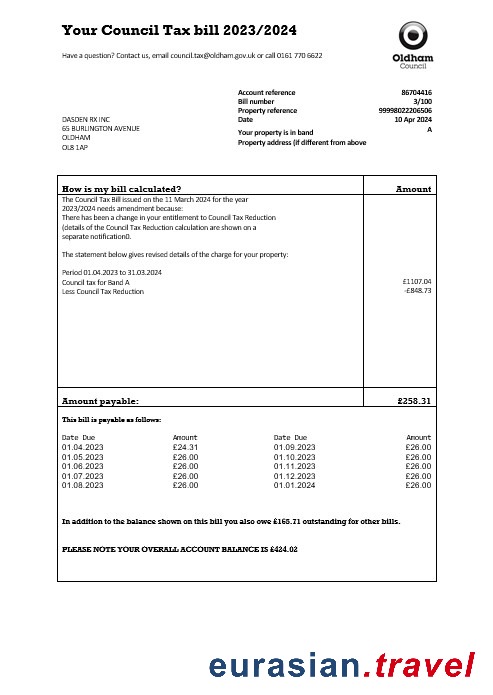 Your Council Tax bill 2023/2024
Have a question? Contact us, email council.tax@oldham.gov.uk or call 0161 770 6622
Oldham
Council
Account reference 86704416
Bill number 3/100
Property reference 99998022206506
Date 10 Apr 2024
Your property is in band A
Property address (if different from above
DASDEN RX INC
65 BURLINGTON AVENUE
OLDHAM
OL8 1AP
How is my bill calculated? Amount
The Council Tax Bill issued on the 11 March 2024 for the year
2023/2024 needs amendment because:
There has been a change in your entitlement to Council Tax Reduction
(details of the Council Tax Reduction calculation are shown on a
separate notification0.
The statement below gives revised details of the charge for your property:
Period 01.04.2023 to 31.03.2024
Council tax for Band A £1107.04
Less Council Tax Reduction -£848.73
Amount payable: £258.31
This bill is payable as follows:
Date Due Amount Date Due Amount
01.04.2023 £24.31 01.09.2023 £26.00
01.05.2023 £26.00 01.10.2023 £26.00
01.06.2023 £26.00 01.11.2023 £26.00
01.07.2023 £26.00 01.12.2023 £26.00
01.08.2023 £26.00 01.01.2024 £26.00
In addition to the balance shown on this bill you also owe £165.71 outstanding for other bills.
PLEASE NOTE YOUR OVERALL ACCOUNT BALANCE IS £424.02
eurasian.travel